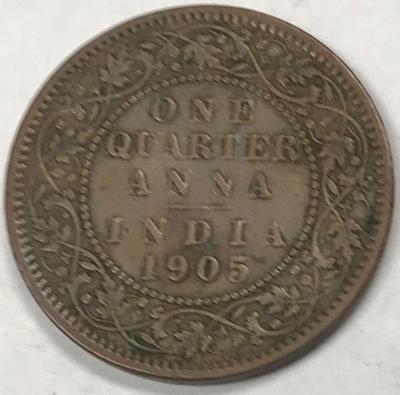 ONE
QUARTER
ANNA
INDIA
1905